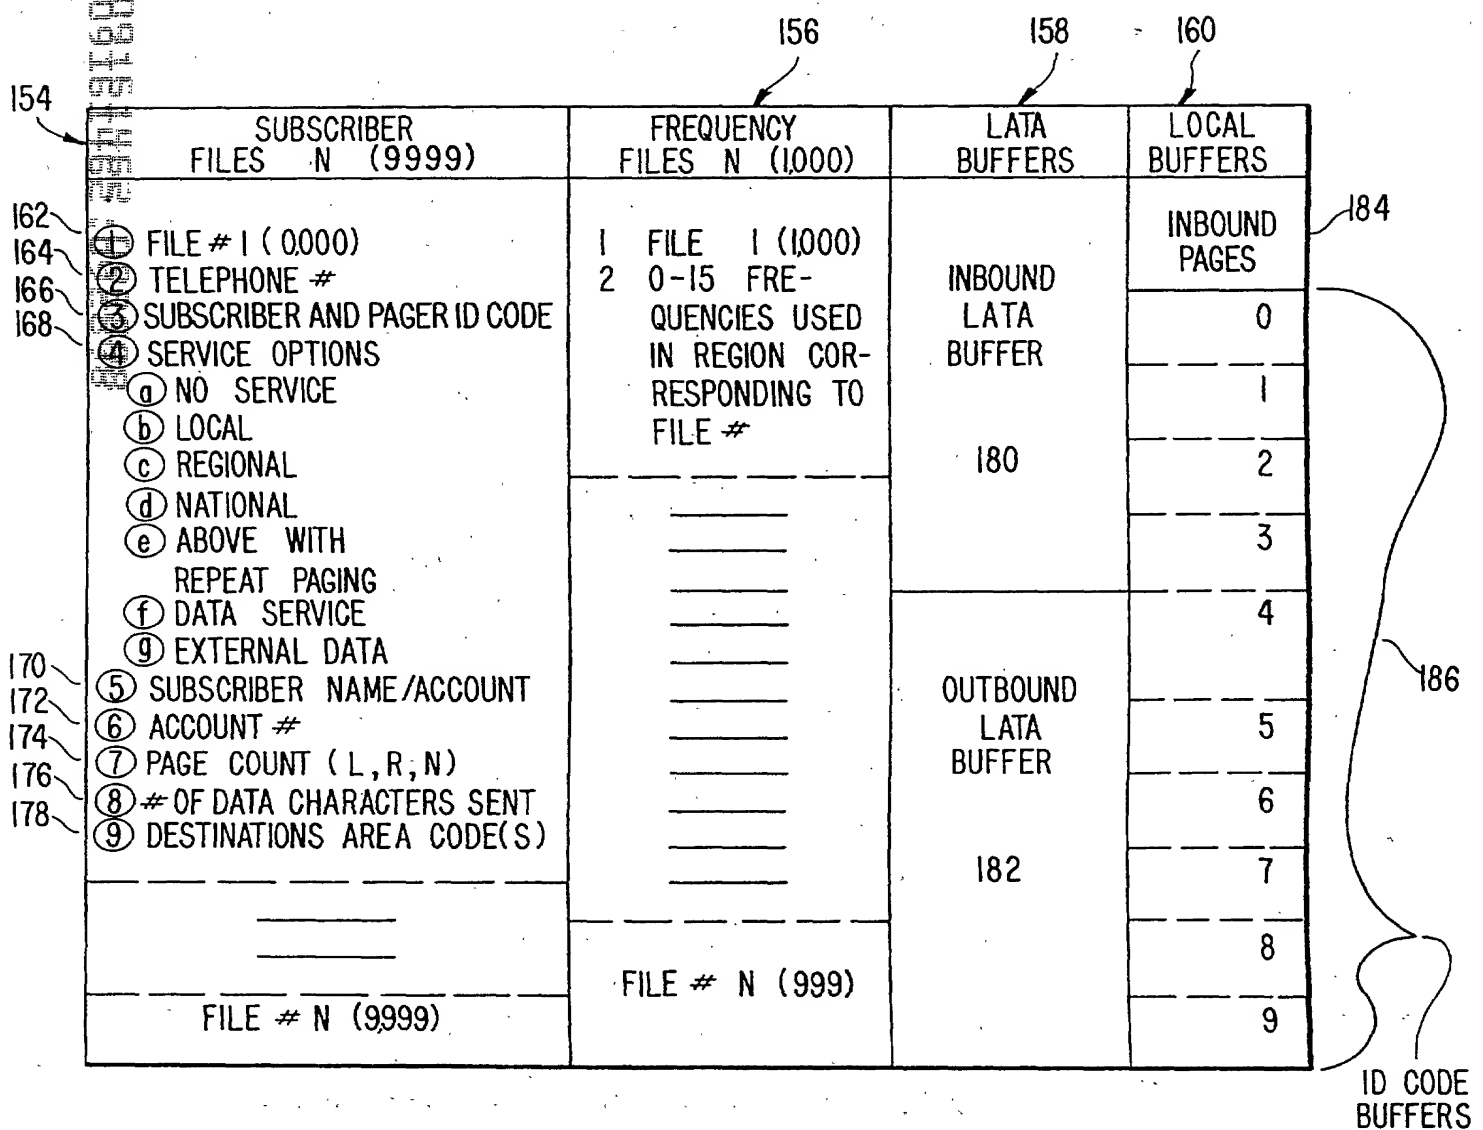 156
158
160
154
SUBSCRIBER
FILES N (9999)
FREQUENCY
FILES N (1,000)
LATA
BUFFERS
LOCAL
BUFFERS
162
164
166
168
① FILE # 1 (0,000)
② TELEPHONE #
③ SUBSCRIBER AND PAGER ID CODE
④ SERVICE OPTIONS
ⓐ NO SERVICE
ⓑ LOCAL
ⓒ REGIONAL
ⓓ NATIONAL
ⓔ ABOVE WITH
REPEAT PAGING
ⓕ DATA SERVICE
ⓖ EXTERNAL DATA
170
172
174
176
178
⑤ SUBSCRIBER NAME/ACCOUNT
⑥ ACCOUNT #
⑦ PAGE COUNT (L,R,N)
⑧ # OF DATA CHARACTERS SENT
⑨ DESTINATIONS AREA CODE(S)
FILE # N (9,999)
1 FILE 1 (1,000)
2 0-15 FRE-
QUENCIES USED
IN REGION COR-
RESPONDING TO
FILE #
FILE # N (999)
INBOUND
LATA
BUFFER
180
OUTBOUND
LATA
BUFFER
182
INBOUND
PAGES
184
0
1
2
3
4
5
6
7
8
9
186
ID CODE
BUFFERS